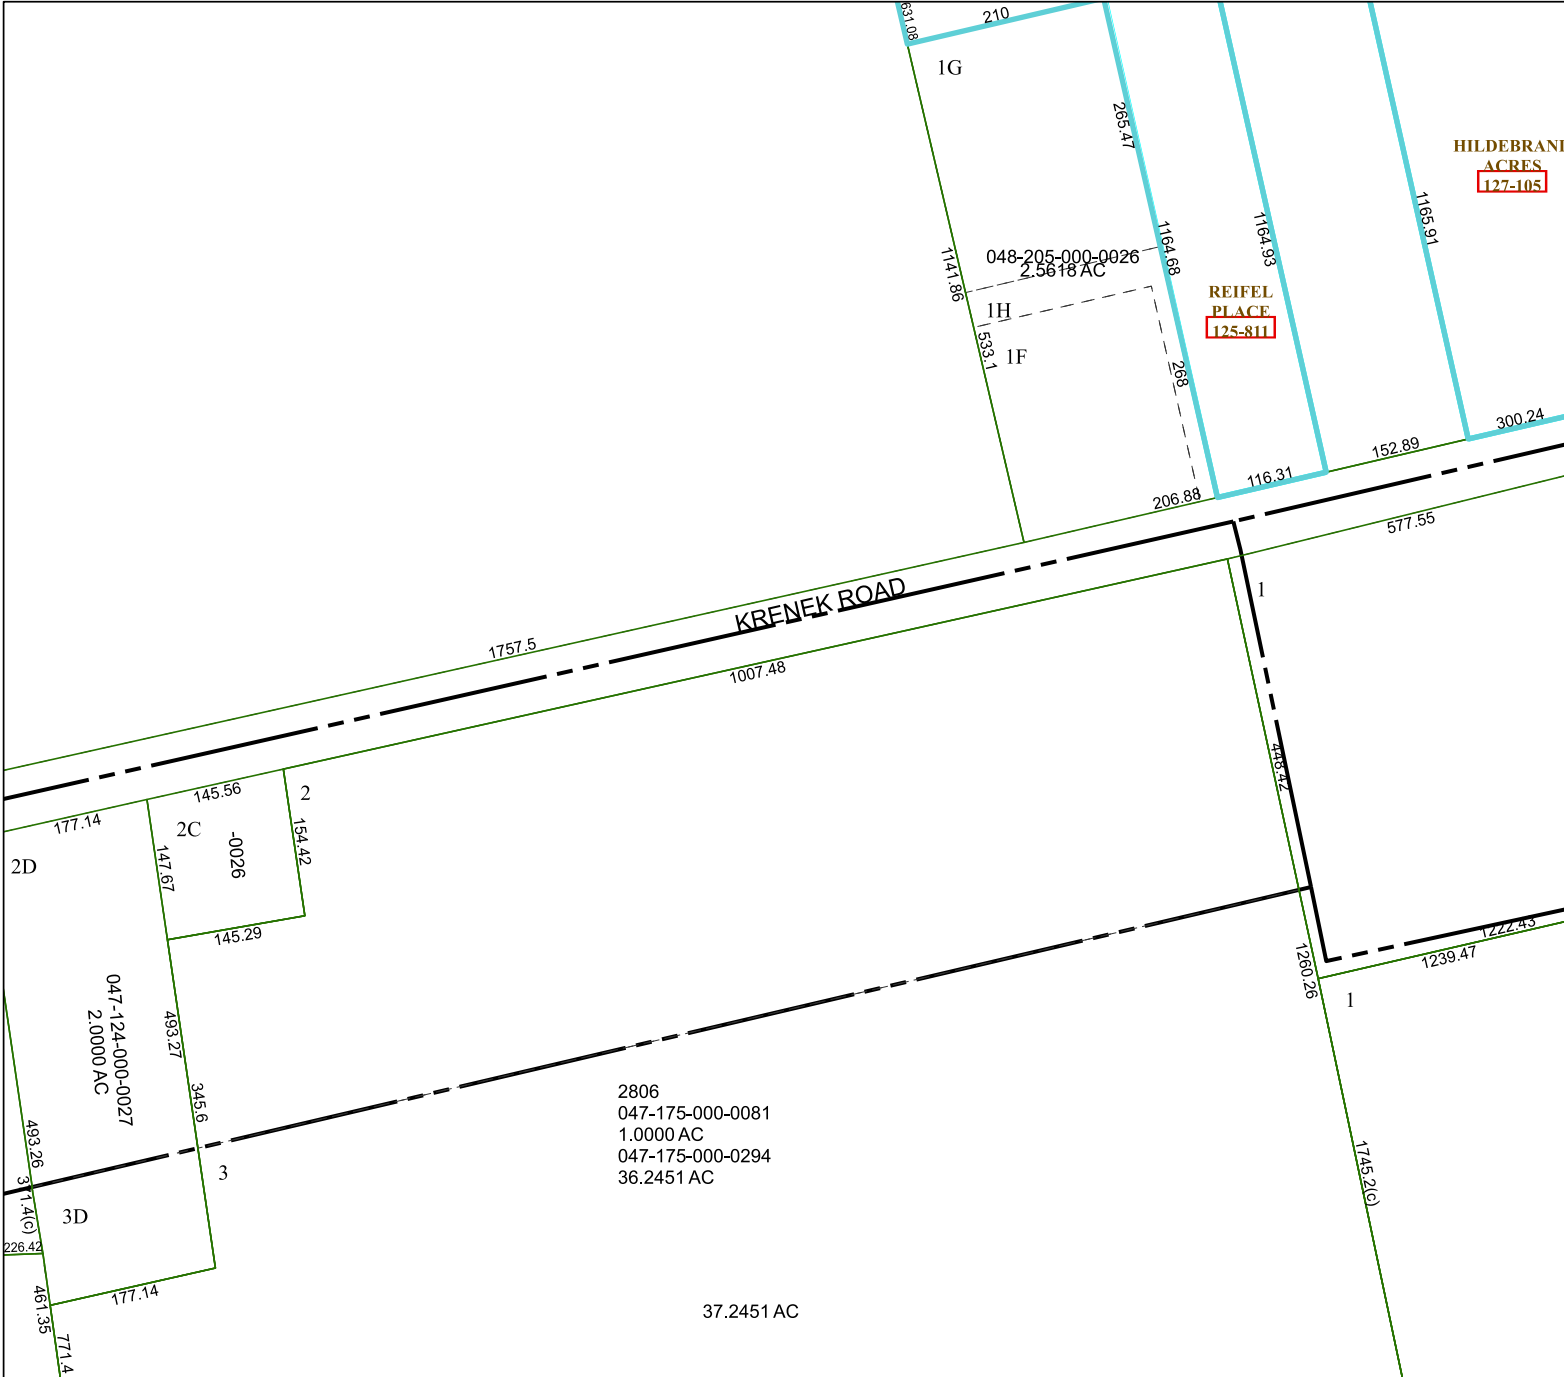 631.08
210
1G
265.47
HILDEBRAND
ACRES
127-105
1165.91
1164.93
1164.68
1141.86
048-205-000-0026
2.5618 AC
REIFEL
PLACE
125-811
1H
533.1
1F
268
300.24
152.89
116.31
206.88
577.55
KRENEK ROAD
1
1757.5
1007.48
448.42
145.56
2
177.14
2C
-0026
154.42
147.67
2D
145.29
1222.43
1239.47
1260.26
1
047-124-000-0027
2.0000 AC
493.27
345.6
493.26
2806
047-175-000-0081
1.0000 AC
047-175-000-0294
36.2451 AC
3
1745.2(c)
371.4(c)
3D
226.42
177.14
461.35
37.2451 AC
771.4